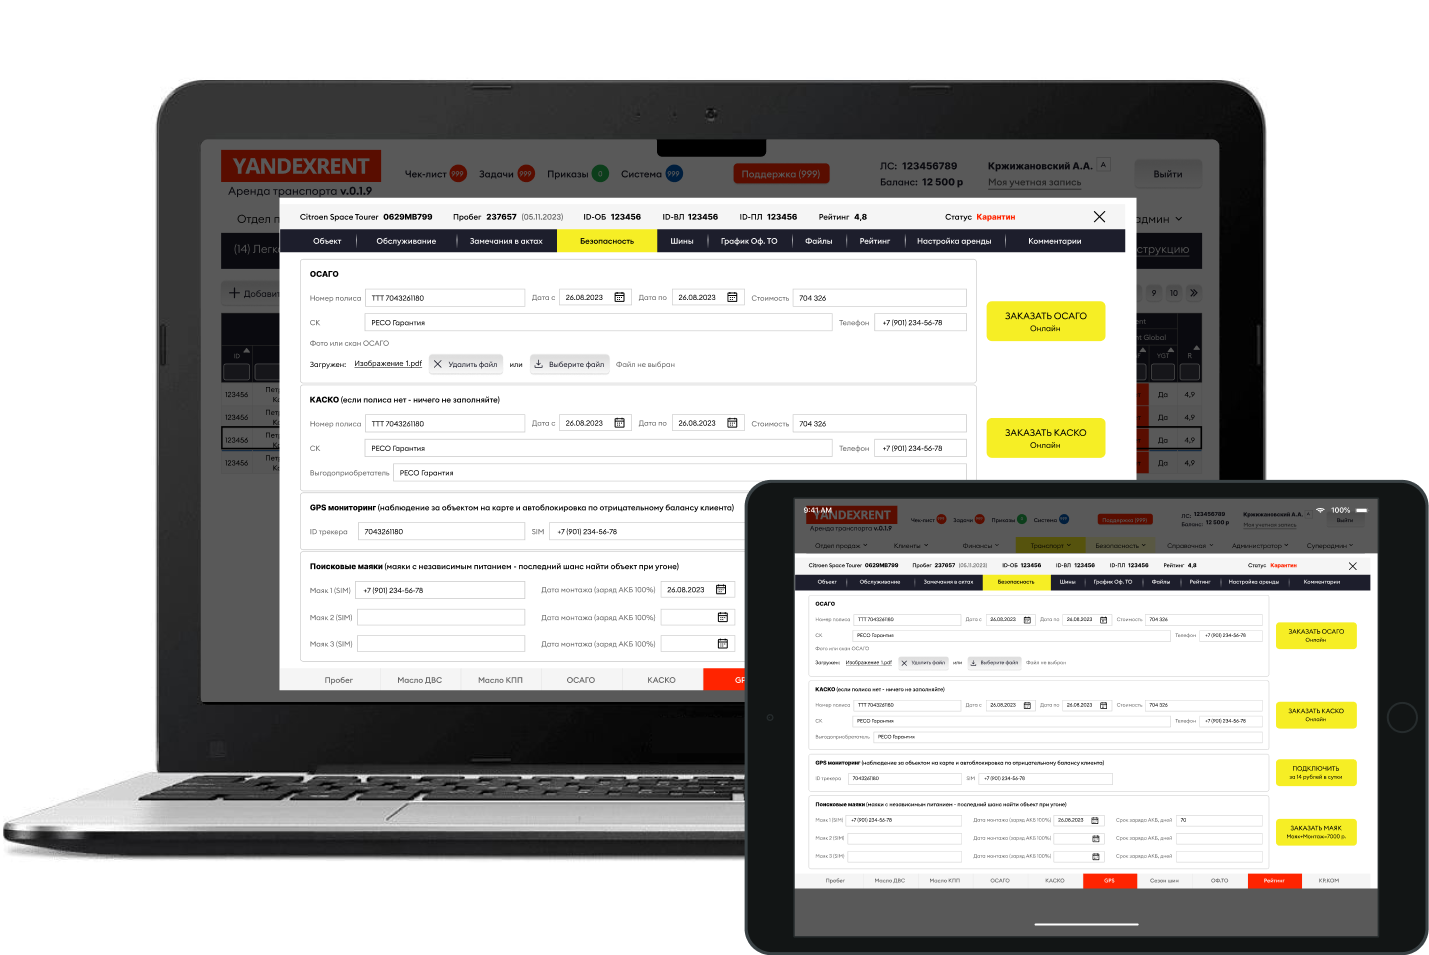 YANDEXRENT
Аренда транспорта v.0.1.9
Чек-лист 999 Задачи 999 Приказы 0 Система 999
Поддержка (999)
ЛС: 123456789
Баланс: 12 500 р
Кржижановский А.А. А
Моя учетная запись
Выйти
Отдел п
дмин
(14) Легк
струкцию
Добавит
9 10
ID
nt
nt Global
YGT R
123456 Пет До 4,9
123456 Пет До 4,9
123456 Пет До 4,9
123456 Пет До 4,9
Citroen Space Tourer 0629МВ799 Пробег 237657 (05.11.2023) ID-ОБ 123456 ID-ВЛ 123456 ID-ПЛ 123456 Рейтинг 4,8 Статус Карантин
Объект Обслуживание Замечания в актах Безопасность Шины График Оф. ТО Файлы Рейтинг Настройка аренды Комментарии
ОСАГО
Номер полиса ТТТ 7043261180 Дата с 26.08.2023 Дата по 26.08.2023 Стоимость 704 326
СК РЕСО Гарантия Телефон +7 (901) 234-56-78
Фото или скан ОСАГО
Загружен: Изображение 1.pdf Удалить файл или Выберите файл Файл не выбран
ЗАКАЗАТЬ ОСАГО
Онлайн
КАСКО (если полиса нет - ничего не заполняйте)
Номер полиса ТТТ 7043261180 Дата с 26.08.2023 Дата по 26.08.2023 Стоимость 704 326
СК РЕСО Гарантия Телефон +7 (901) 234-56-78
Выгодоприобретатель РЕСО Гарантия
ЗАКАЗАТЬ КАСКО
Онлайн
GPS мониторинг (наблюдение за объектом на карте и автоблокировка по отрицательному балансу клиента)
ID трекера 7043261180 SIM +7 (901) 234-56-78
Поисковые маяки (маяки с независимым питанием - последний шанс найти объект при угоне)
Маяк 1 (SIM) +7 (901) 234-56-78 Дата монтажа (заряд АКБ 100%) 26.08.2023
Маяк 2 (SIM) Дата монтажа (заряд АКБ 100%)
Маяк 3 (SIM) Дата монтажа (заряд АКБ 100%)
Пробег Масло ДВС Масло КПП ОСАГО КАСКО GP
9:41 AM 100%
YANDEXRENT
Аренда транспорта v.0.1.9
Чек-лист 999 Задачи 999 Приказы 0 Система 999
Поддержка (999)
ЛС: 123456789
Баланс: 12 500 р
Кржижановский А.А. А
Моя учетная запись
Выйти
Отдел продаж Клиенты Финансы Транспорт Безопасность Справочная Администратор Суперадмин
Citroen Space Tourer 0629МВ799 Пробег 237657 (05.11.2023) ID-ОБ 123456 ID-ВЛ 123456 ID-ПЛ 123456 Рейтинг 4,8 Статус Карантин
Объект Обслуживание Замечания в актах Безопасность Шины График Оф. ТО Файлы Рейтинг Настройка аренды Комментарии
ОСАГО
Номер полиса ТТТ 7043261180 Дата с 26.08.2023 Дата по 26.08.2023 Стоимость 704 326
СК РЕСО Гарантия Телефон +7 (901) 234-56-78
Фото или скан ОСАГО
Загружен: Изображение 1.pdf Удалить файл или Выберите файл Файл не выбран
ЗАКАЗАТЬ ОСАГО
Онлайн
КАСКО (если полиса нет - ничего не заполняйте)
Номер полиса ТТТ 7043261180 Дата с 26.08.2023 Дата по 26.08.2023 Стоимость 704 326
СК РЕСО Гарантия Телефон +7 (901) 234-56-78
Выгодоприобретатель РЕСО Гарантия
ЗАКАЗАТЬ КАСКО
Онлайн
GPS мониторинг (наблюдение за объектом на карте и автоблокировка по отрицательному балансу клиента)
ID трекера 7043261180 SIM +7 (901) 234-56-78
ПОДКЛЮЧИТЬ
за 14 рублей в сутки
Поисковые маяки (маяки с независимым питанием - последний шанс найти объект при угоне)
Маяк 1 (SIM) +7 (901) 234-56-78 Дата монтажа (заряд АКБ 100%) 26.08.2023 Срок заряда АКБ, дней 70
Маяк 2 (SIM) Дата монтажа (заряд АКБ 100%) Срок заряда АКБ, дней
Маяк 3 (SIM) Дата монтажа (заряд АКБ 100%) Срок заряда АКБ, дней
ЗАКАЗАТЬ МАЯК
Маяк+Монтаж=7000 р.
Пробег Масло ДВС Масло КПП ОСАГО КАСКО GPS Сезон шин ОФ.ТО Рейтинг КР.КОМ